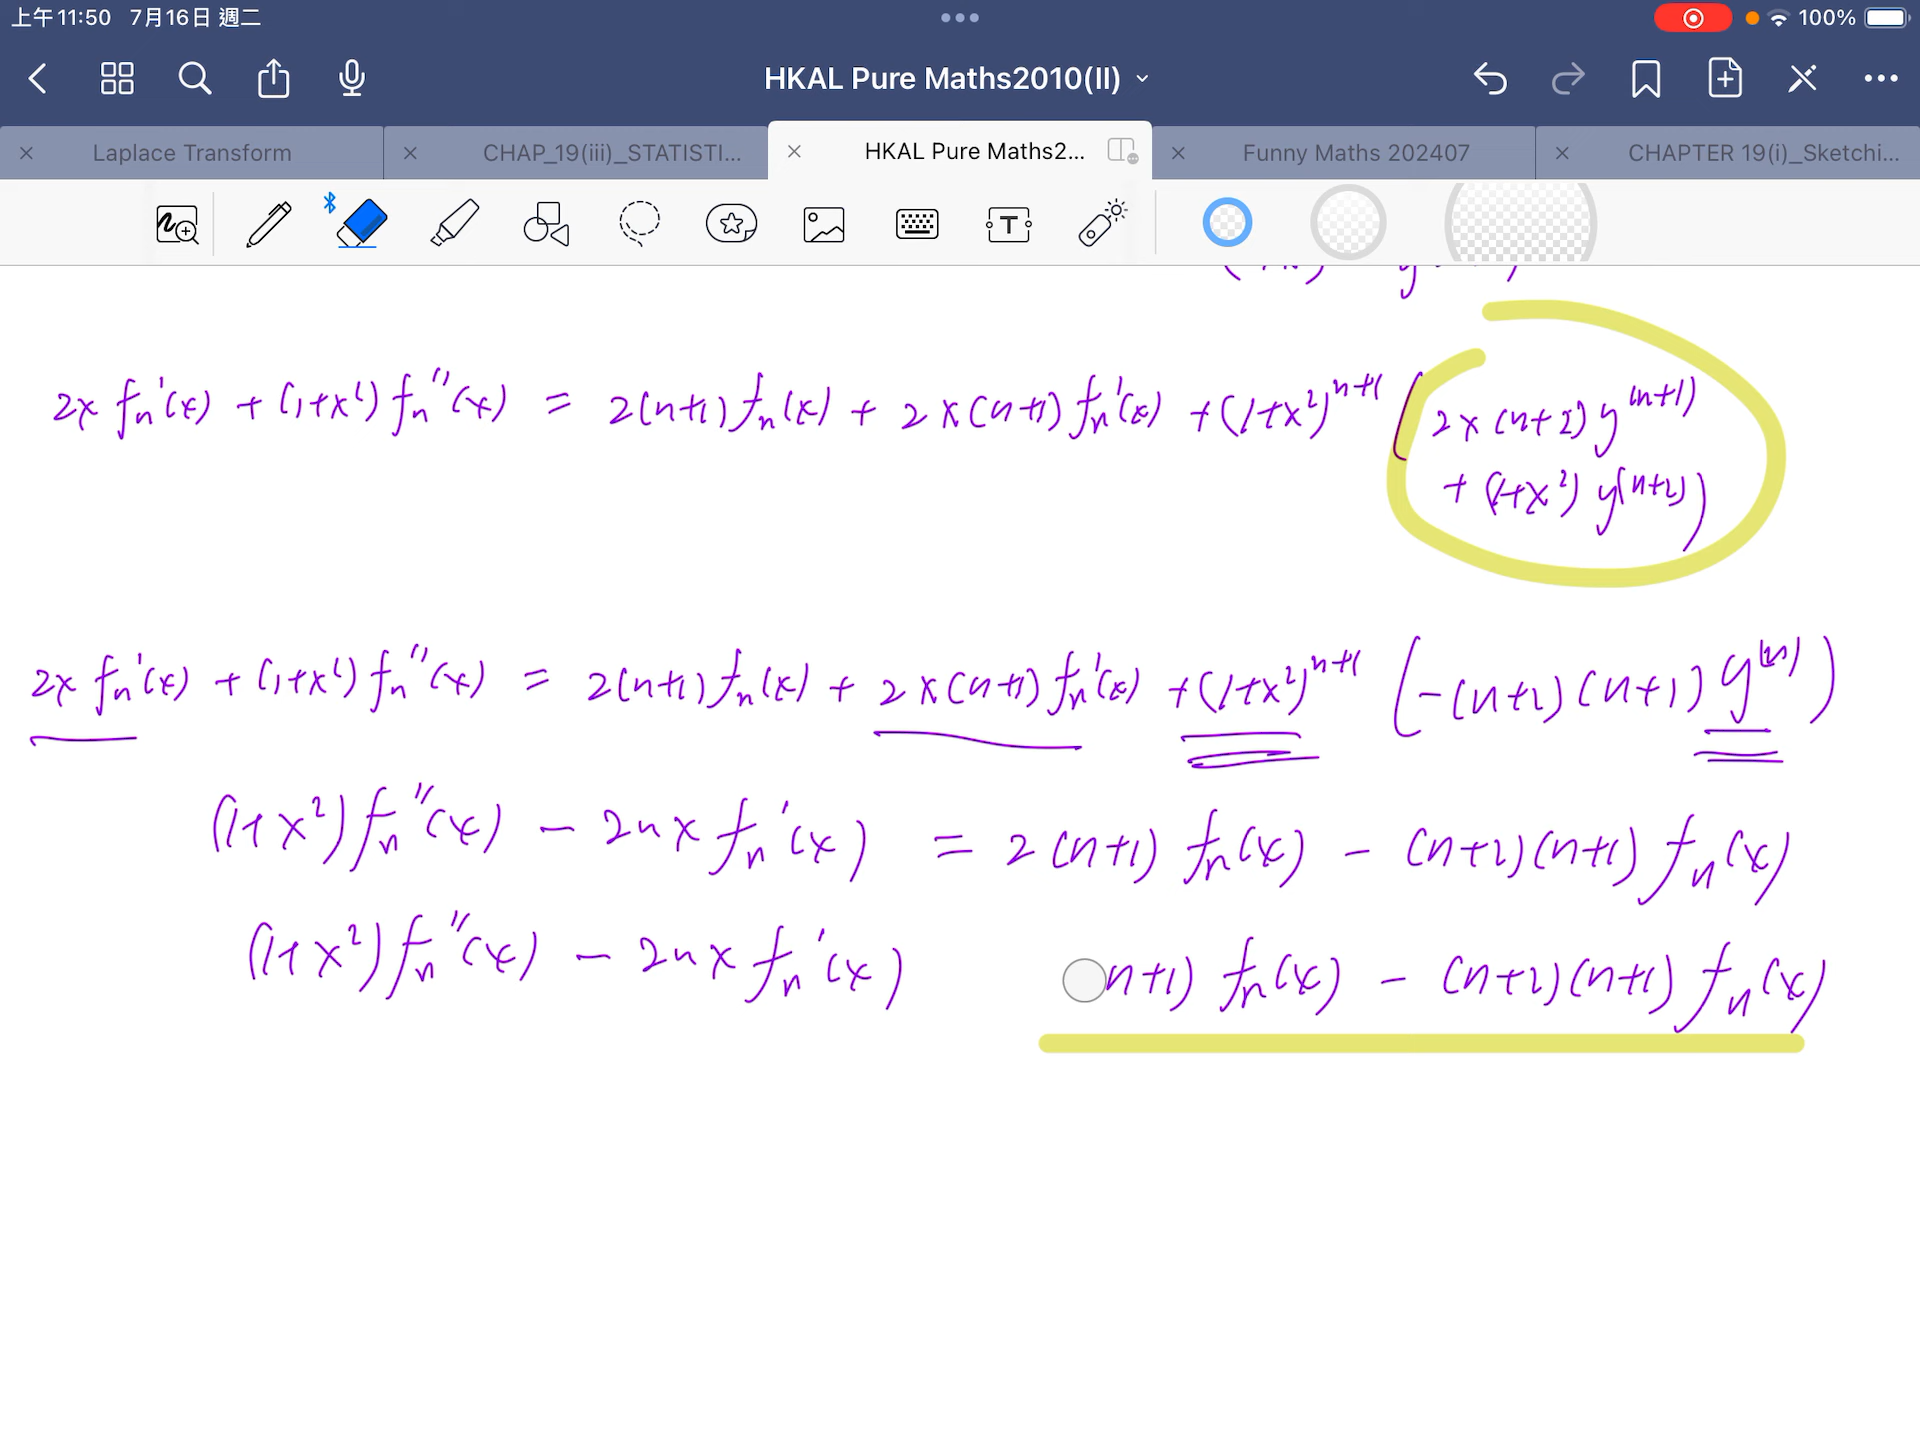 上午11:50 7月16日 週二
100%
HKAL Pure Maths2010(II)
Laplace Transform
CHAP_19(iii)_STATISTI...
HKAL Pure Maths2...
Funny Maths 202407
CHAPTER 19(i)_Sketchi...
2x fn'(x) + (1+x²) fn''(x) = 2(n+1) fn(x) + 2x(n+1) fn'(x) + (1+x²)^(n+1) (2x(n+2) y^(n+1)
+ (1+x²) y^(n+2))
2x fn'(x) + (1+x²) fn''(x) = 2(n+1) fn(x) + 2x(n+1) fn'(x) + (1+x²)^(n+1) (-(n+2)(n+1) y^(n))
(1+x²) fn''(x) - 2nx fn'(x) = 2(n+1) fn(x) - (n+2)(n+1) fn(x)
(1+x²) fn''(x) - 2nx fn'(x) n+1) fn(x) - (n+2)(n+1) fn(x)